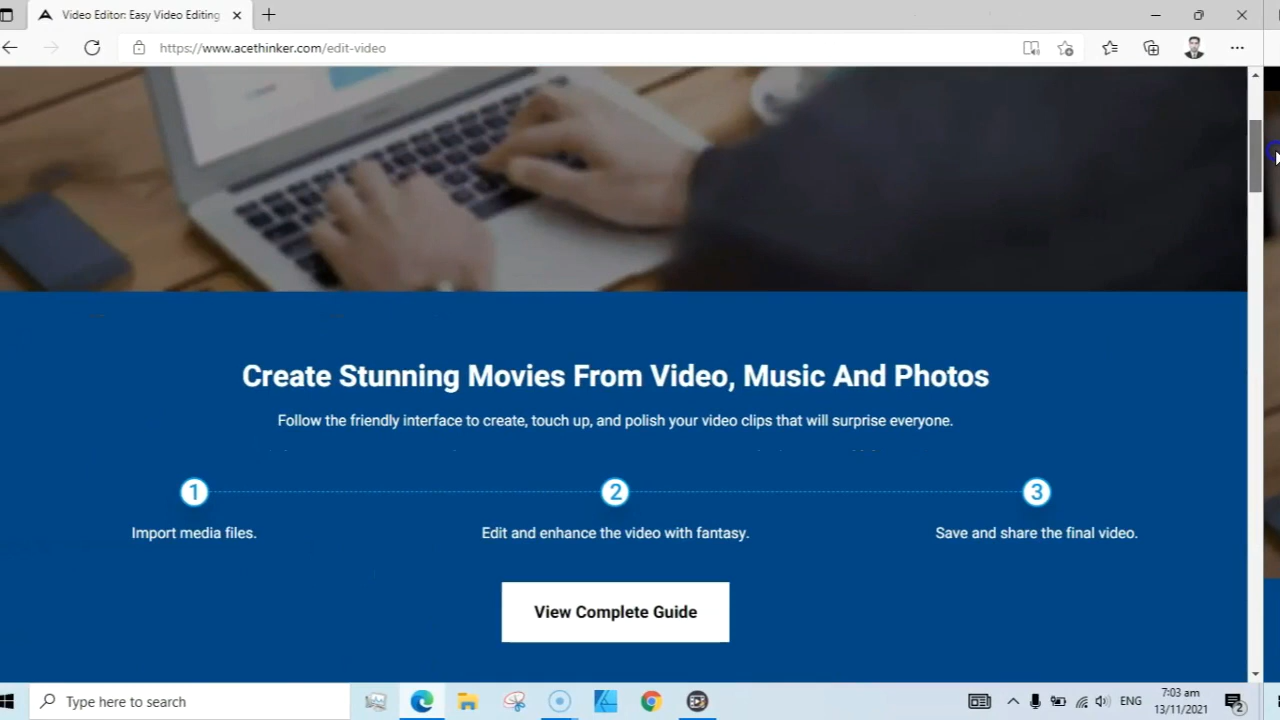 Video Editor: Easy Video Editing
https://www.acethinker.com/edit-video
Create Stunning Movies From Video, Music And Photos
Follow the friendly interface to create, touch up, and polish your video clips that will surprise everyone.
1
2
3
Import media files.
Edit and enhance the video with fantasy.
Save and share the final video.
View Complete Guide
Type here to search
ENG
7:03 am
13/11/2021
2